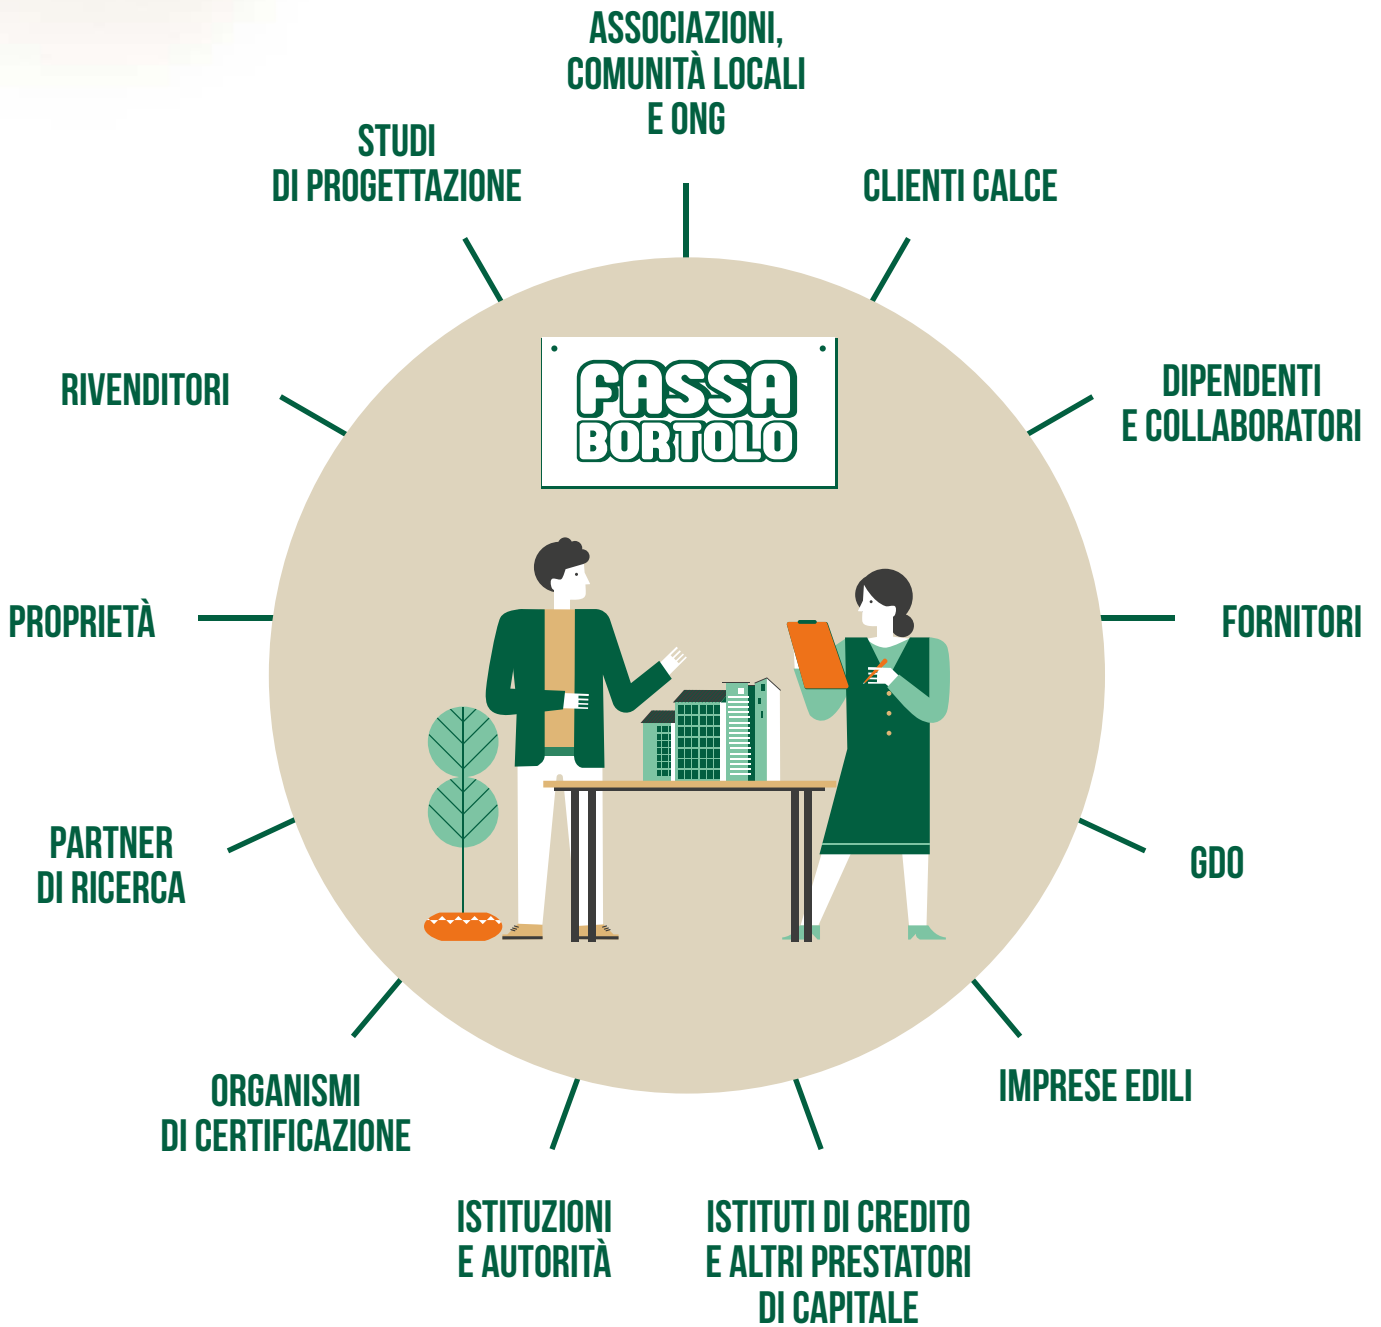 ASSOCIAZIONI,
COMUNITÀ LOCALI
E ONG
STUDI
DI PROGETTAZIONE
CLIENTI CALCE
RIVENDITORI
DIPENDENTI
E COLLABORATORI
FASSA
BORTOLO
PROPRIETÀ
FORNITORI
PARTNER
DI RICERCA
GDO
ORGANISMI
DI CERTIFICAZIONE
IMPRESE EDILI
ISTITUZIONI
E AUTORITÀ
ISTITUTI DI CREDITO
E ALTRI PRESTATORI
DI CAPITALE